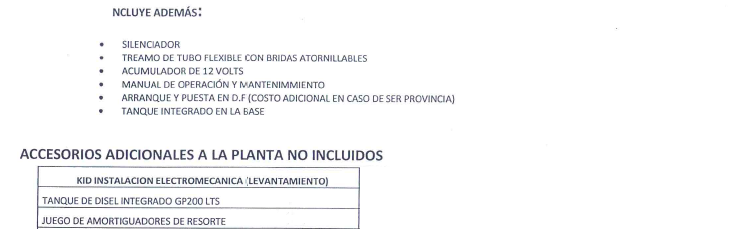 NCLUYE ADEMÁS:
• SILENCIADOR
• TREAMO DE TUBO FLEXIBLE CON BRIDAS ATORNILLABLES
• ACUMULADOR DE 12 VOLTS
• MANUAL DE OPERACIÓN Y MANTENIMMIENTO
• ARRANQUE Y PUESTA EN D.F (COSTO ADICIONAL EN CASO DE SER PROVINCIA)
• TANQUE INTEGRADO EN LA BASE
ACCESORIOS ADICIONALES A LA PLANTA NO INCLUIDOS
KID INSTALACION ELECTROMECANICA (LEVANTAMIENTO)
TANQUE DE DISEL INTEGRADO GP200 LTS
JUEGO DE AMORTIGUADORES DE RESORTE